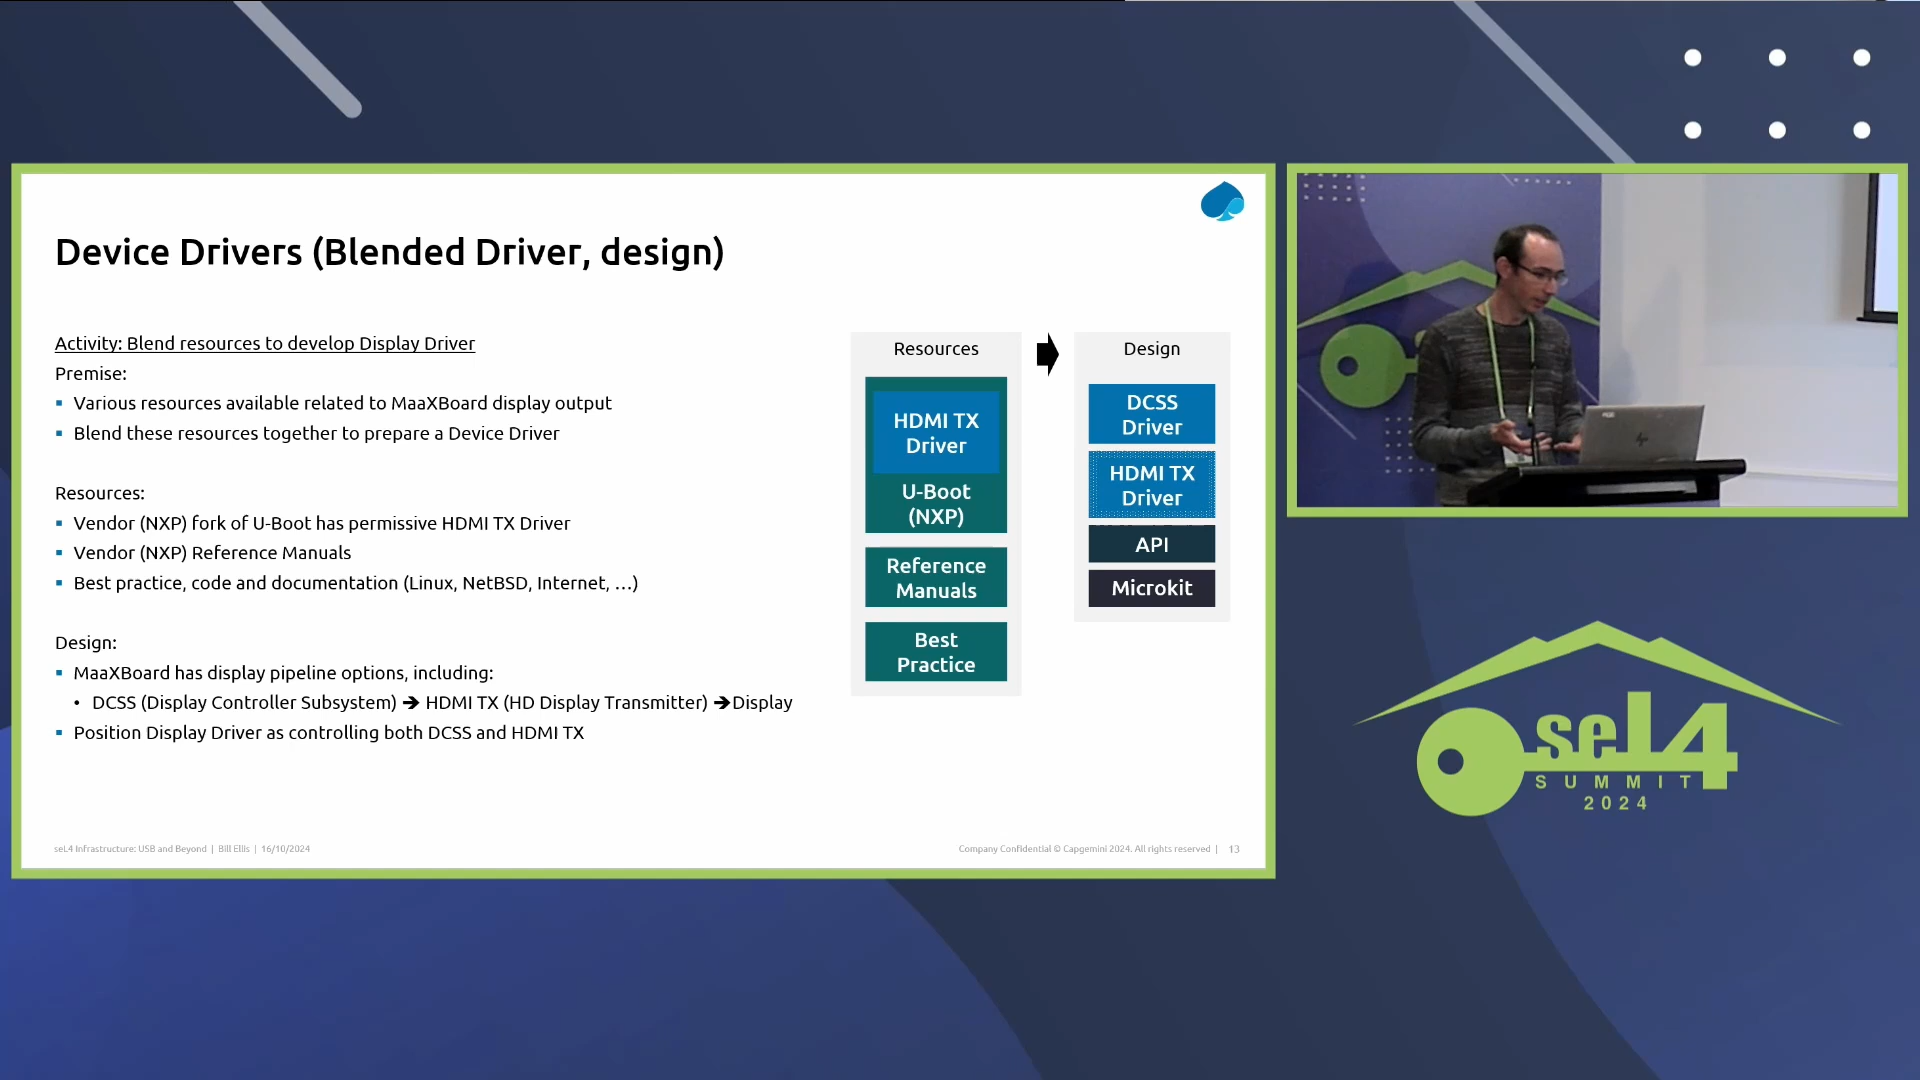 Device Drivers (Blended Driver, design)
Activity: Blend resources to develop Display Driver
Premise:
▪ Various resources available related to MaaXBoard display output
▪ Blend these resources together to prepare a Device Driver
Resources:
▪ Vendor (NXP) fork of U-Boot has permissive HDMI TX Driver
▪ Vendor (NXP) Reference Manuals
▪ Best practice, code and documentation (Linux, NetBSD, Internet, …)
Design:
▪ MaaXBoard has display pipeline options, including:
• DCSS (Display Controller Subsystem) ➔ HDMI TX (HD Display Transmitter) ➔Display
▪ Position Display Driver as controlling both DCSS and HDMI TX
Resources
HDMI TX
Driver
U-Boot
(NXP)
Reference
Manuals
Best
Practice
Design
DCSS
Driver
HDMI TX
Driver
API
Microkit
seL4 Infrastructure: USB and Beyond | Bill Ellis | 16/10/2024
Company Confidential © Capgemini 2024. All rights reserved | 13
seL4
SUMMIT
2024